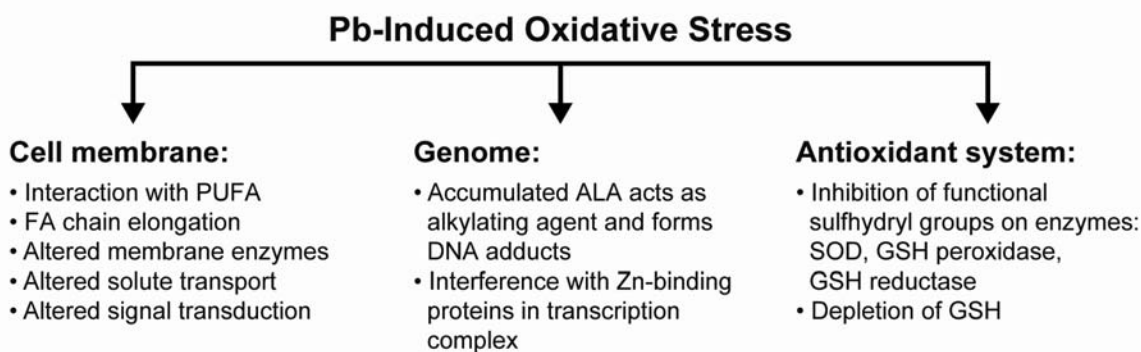 Pb-Induced Oxidative Stress
Cell membrane:
• Interaction with PUFA
• FA chain elongation
• Altered membrane enzymes
• Altered solute transport
• Altered signal transduction
Genome:
• Accumulated ALA acts as
alkylating agent and forms
DNA adducts
• Interference with Zn-binding
proteins in transcription
complex
Antioxidant system:
• Inhibition of functional
sulfhydryl groups on enzymes:
SOD, GSH peroxidase,
GSH reductase
• Depletion of GSH